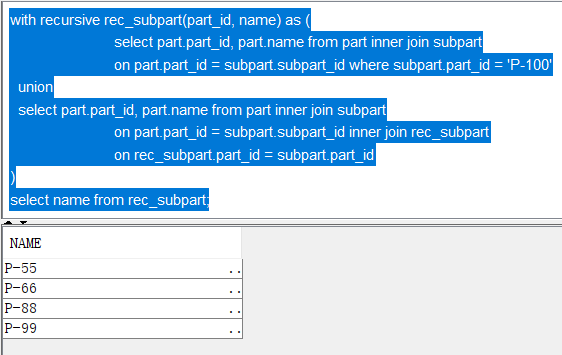 with recursive rec_subpart(part_id, name) as (
select part.part_id, part.name from part inner join subpart
on part.part_id = subpart.subpart_id where subpart.part_id = 'P-100'
union
select part.part_id, part.name from part inner join subpart
on part.part_id = subpart.subpart_id inner join rec_subpart
on rec_subpart.part_id = subpart.part_id
)
select name from rec_subpart;
NAME
P-55 ..
P-66 ..
P-88 ..
P-99 ..